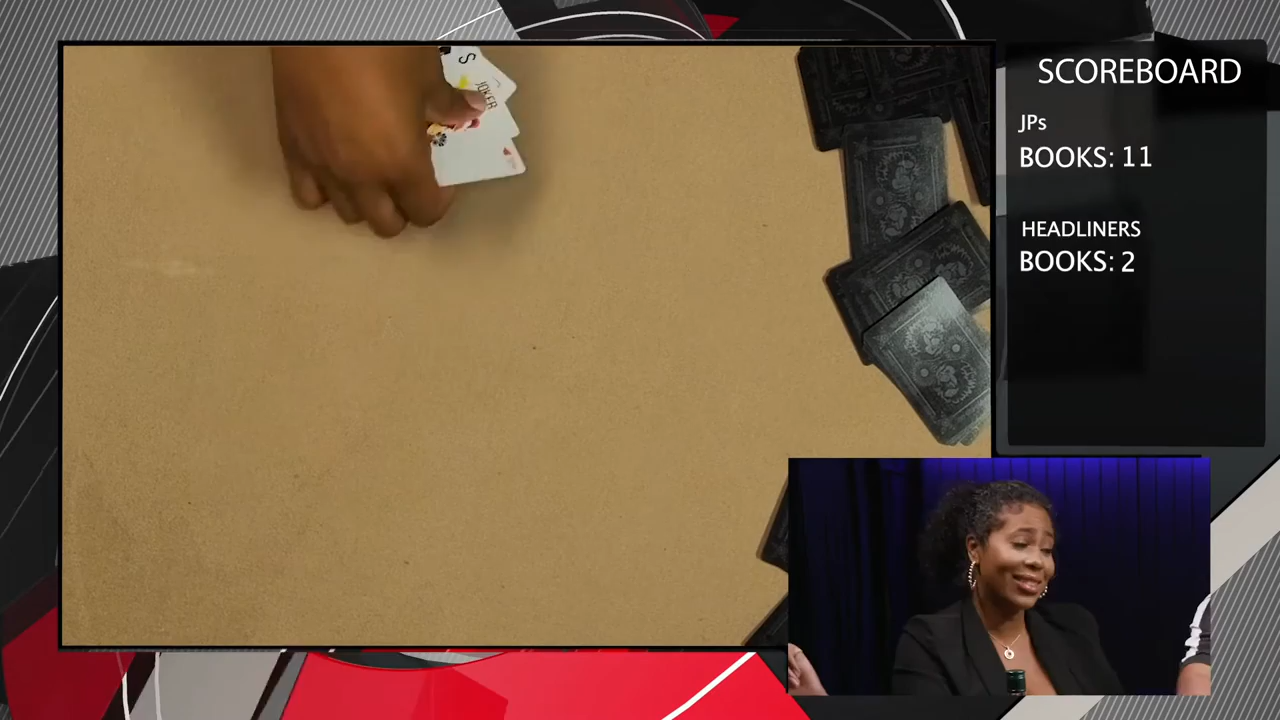 S
JOKER
SCOREBOARD
JPs
BOOKS: 11
HEADLINERS
BOOKS: 2